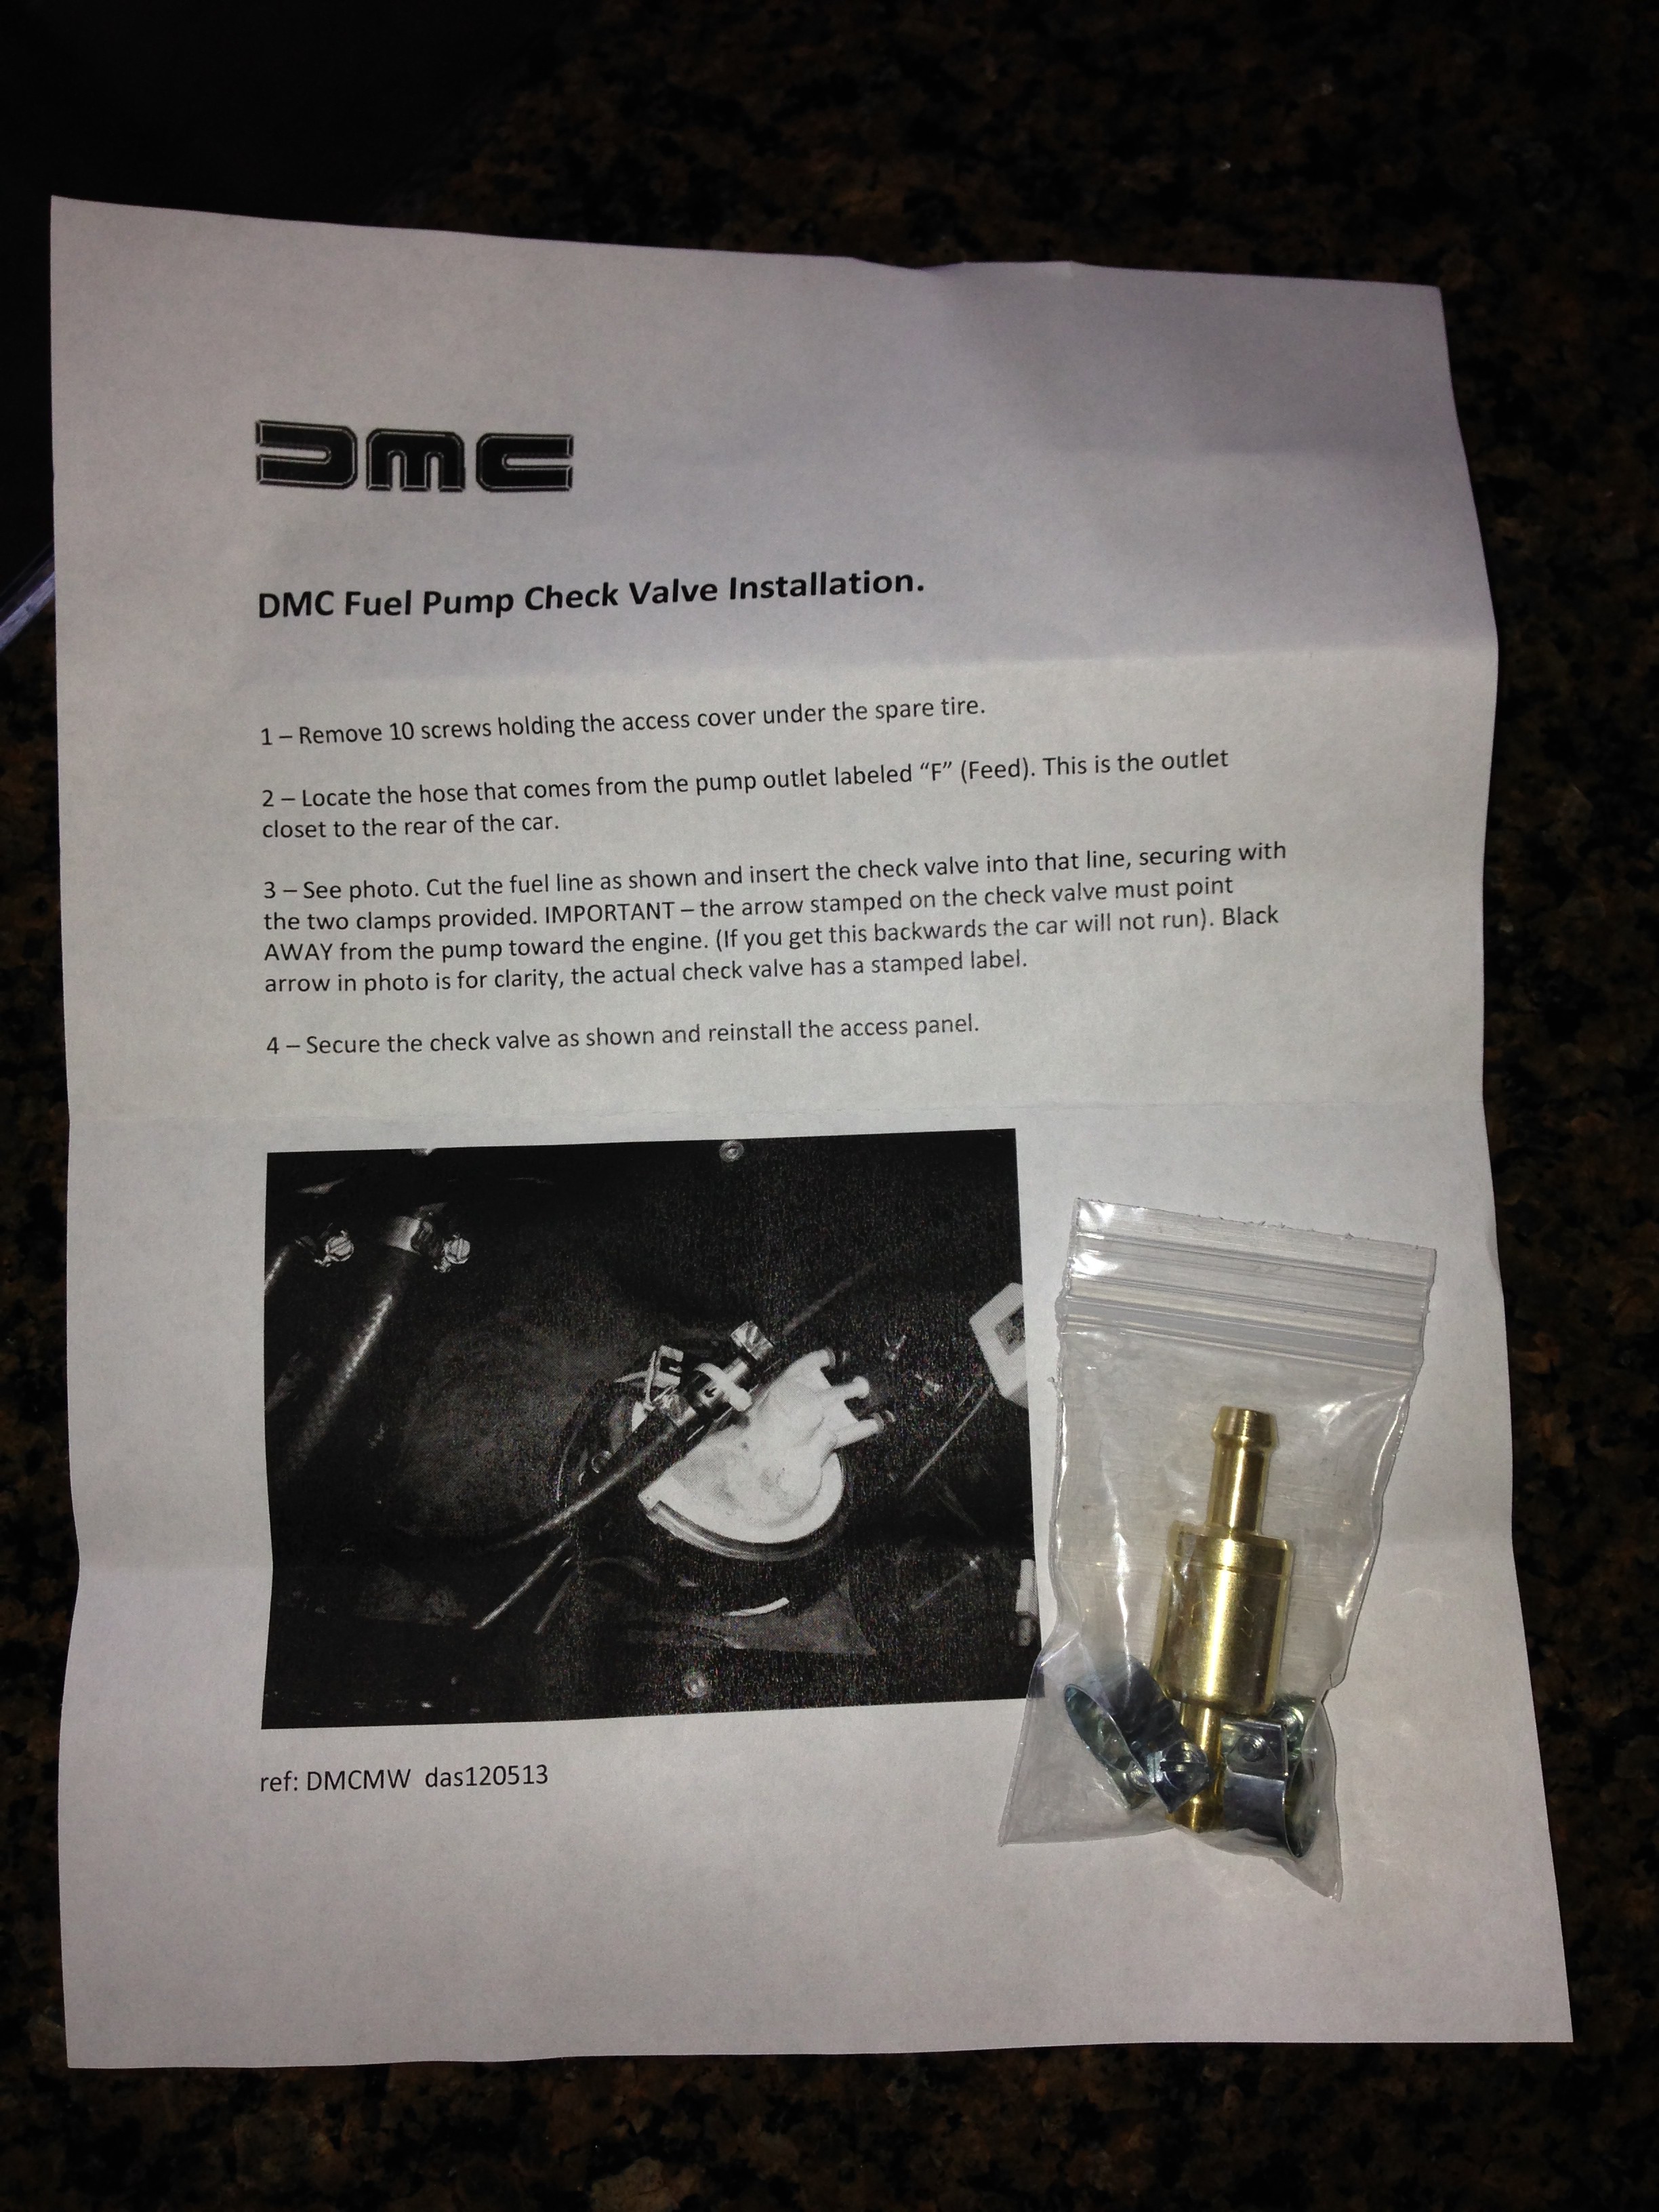 DMC
DMC Fuel Pump Check Valve Installation.
1 – Remove 10 screws holding the access cover under the spare tire.
2 – Locate the hose that comes from the pump outlet labeled “F” (Feed). This is the outlet
closet to the rear of the car.
3 – See photo. Cut the fuel line as shown and insert the check valve into that line, securing with
the two clamps provided. IMPORTANT – the arrow stamped on the check valve must point
AWAY from the pump toward the engine. (If you get this backwards the car will not run). Black
arrow in photo is for clarity, the actual check valve has a stamped label.
4 – Secure the check valve as shown and reinstall the access panel.
ref: DMCMW das120513